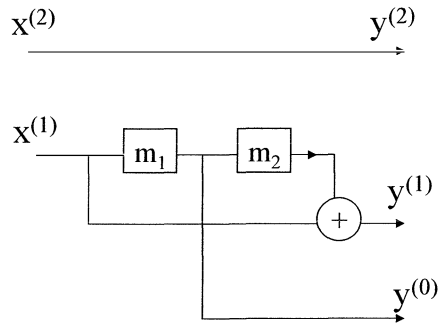 x⁽²⁾ y⁽²⁾
x⁽¹⁾
m₁ m₂
y⁽¹⁾
+
y⁽⁰⁾